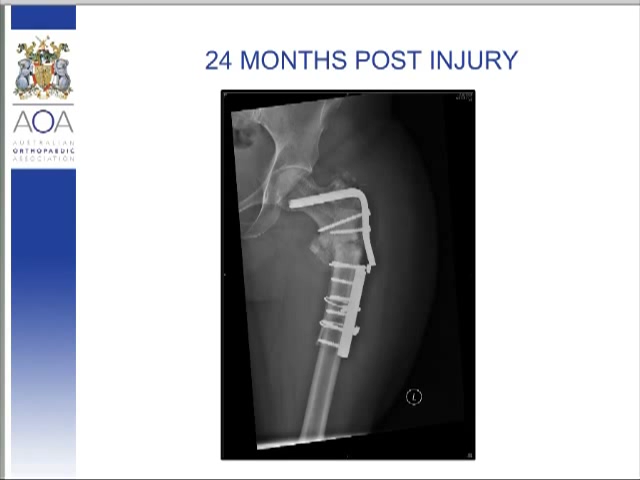 24 MONTHS POST INJURY
AOA
AUSTRALIAN
ORTHOPAEDIC
ASSOCIATION
L